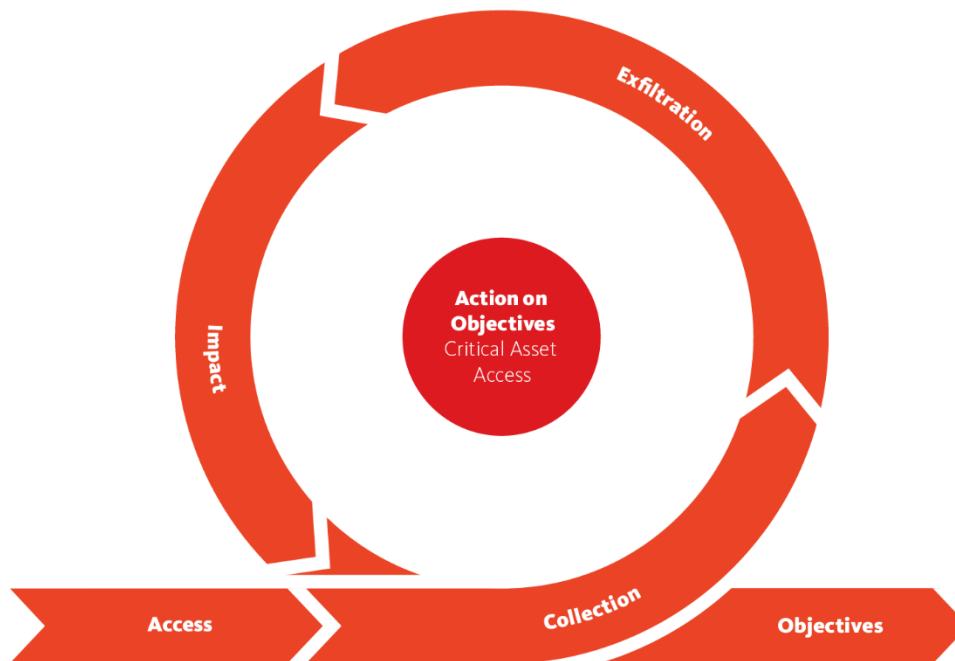 Exfiltration
Action on
Objectives
Critical Asset
Access
Impact
Collection
Access
Objectives